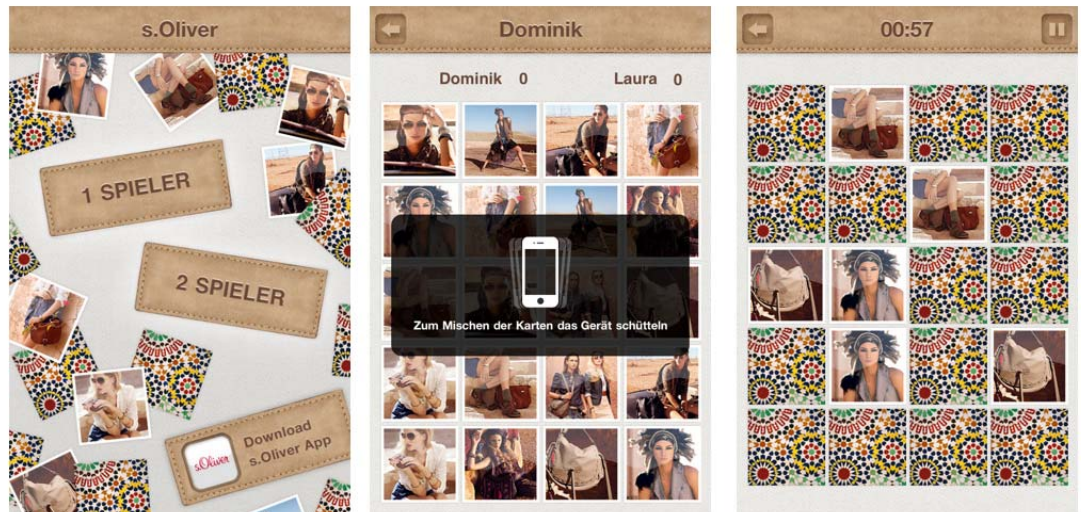 s.Oliver
1 SPIELER
2 SPIELER
s.Oliver
Download
s.Oliver App
Dominik
Dominik 0 Laura 0
Zum Mischen der Karten das Gerät schütteln
00:57